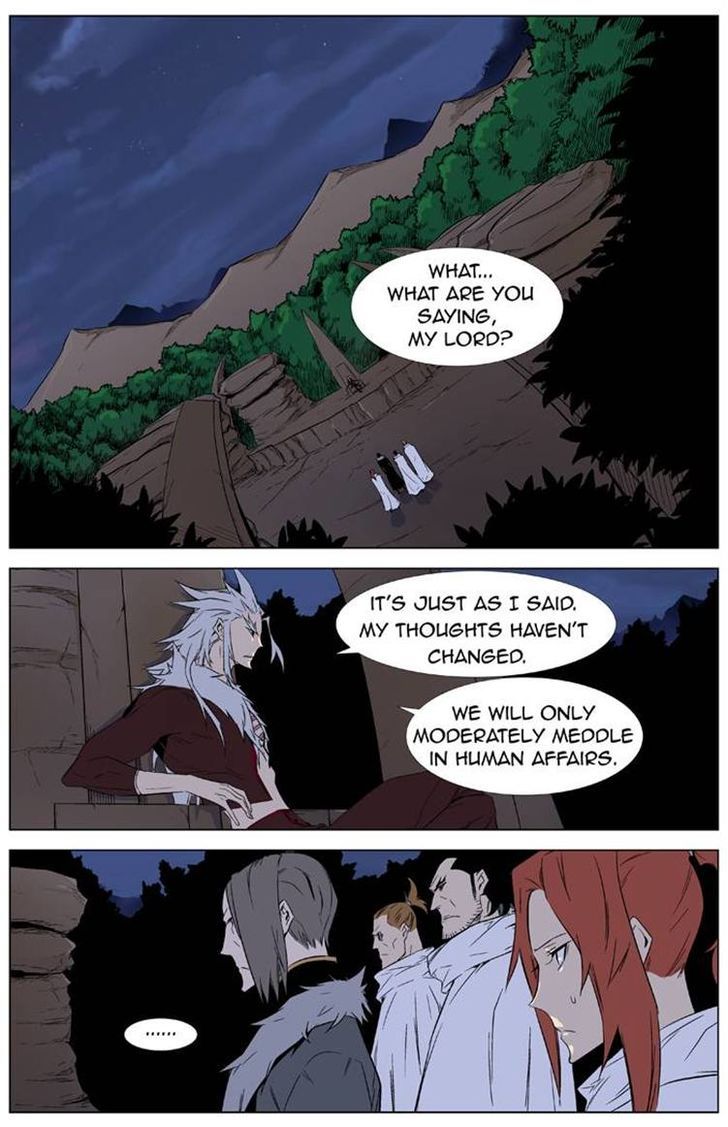 WHAT...
WHAT ARE YOU
SAYING,
MY LORD?
IT'S JUST AS I SAID.
MY THOUGHTS HAVEN'T
CHANGED.
WE WILL ONLY
MODERATELY MEDDLE
IN HUMAN AFFAIRS.
......